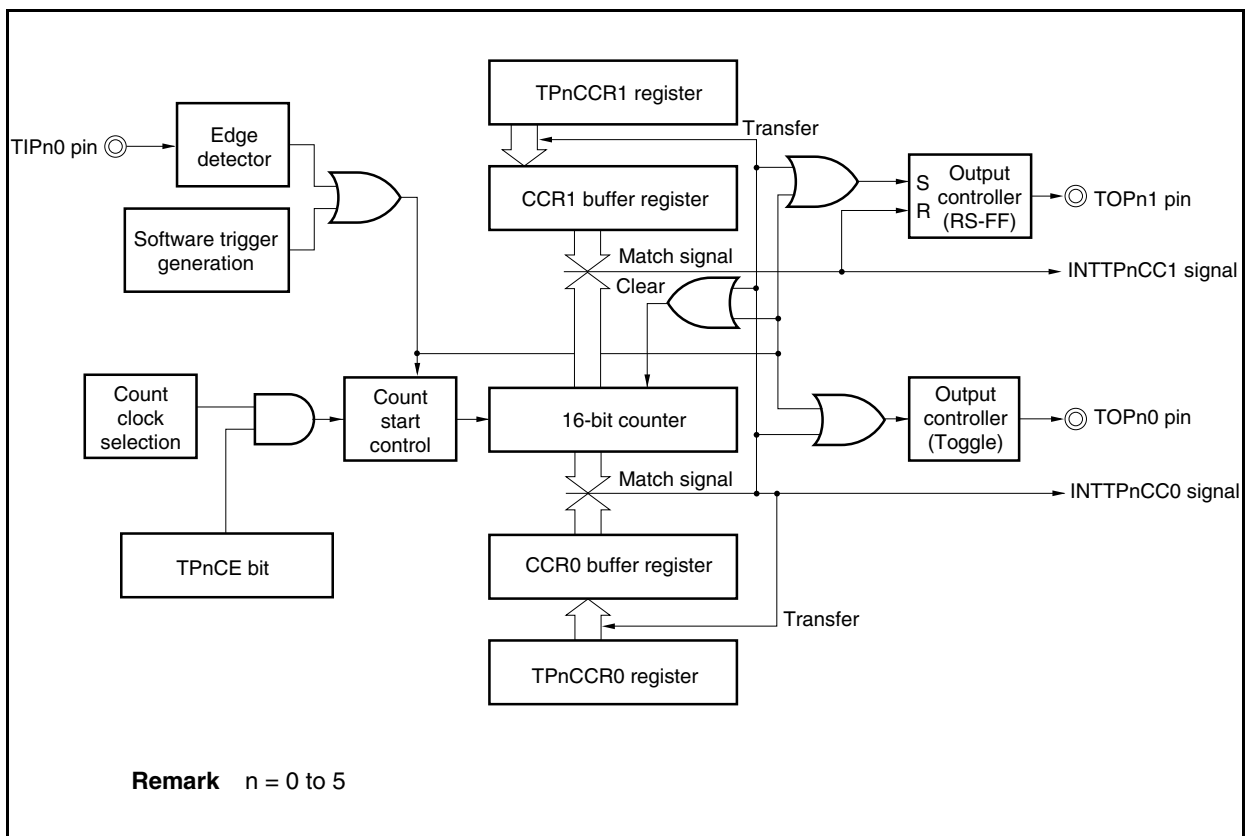 TPnCCR1 register
Transfer
TIPn0 pin
Edge
detector
CCR1 buffer register
S
R
Output
controller
(RS-FF)
TOPn1 pin
Software trigger
generation
Match signal
INTTPnCC1 signal
Clear
Count
clock
selection
Count
start
control
16-bit counter
Output
controller
(Toggle)
TOPn0 pin
Match signal
INTTPnCC0 signal
TPnCE bit
CCR0 buffer register
Transfer
TPnCCR0 register
Remark n = 0 to 5